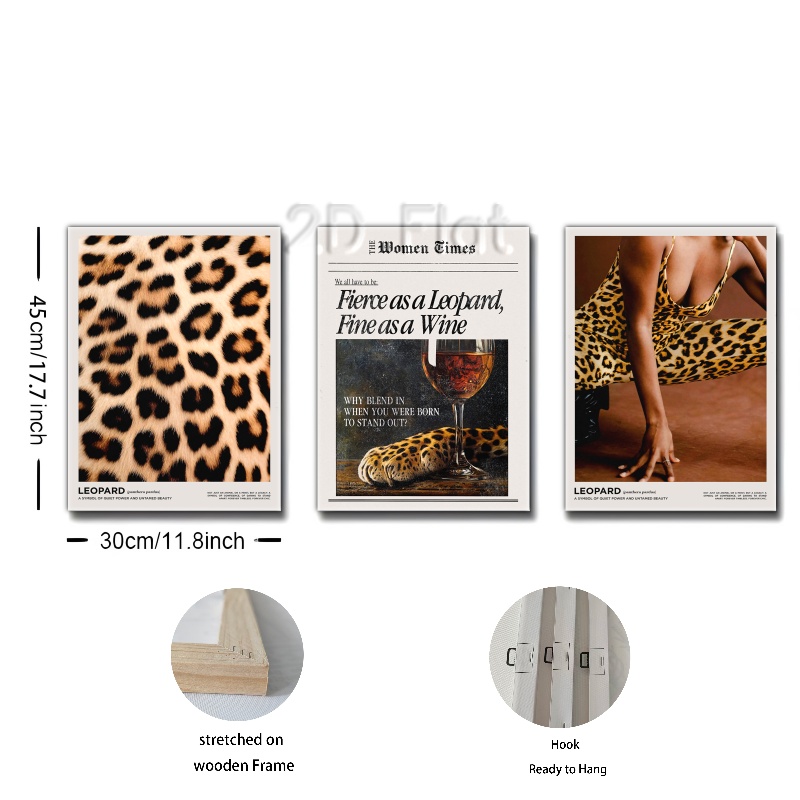 2D Flat
THE Women Times
We all have to be:
Fierce as a Leopard,
Fine as a Wine
WHY BLEND IN
WHEN YOU WERE BORN
TO STAND OUT?
LEOPARD (panthera pardus)
A SYMBOL OF QUIET POWER AND UNTAMED BEAUTY
LEOPARD (panthera pardus)
A SYMBOL OF QUIET POWER AND UNTAMED BEAUTY
45cm/17.7inch
30cm/11.8inch
stretched on
wooden Frame
Hook
Ready to Hang